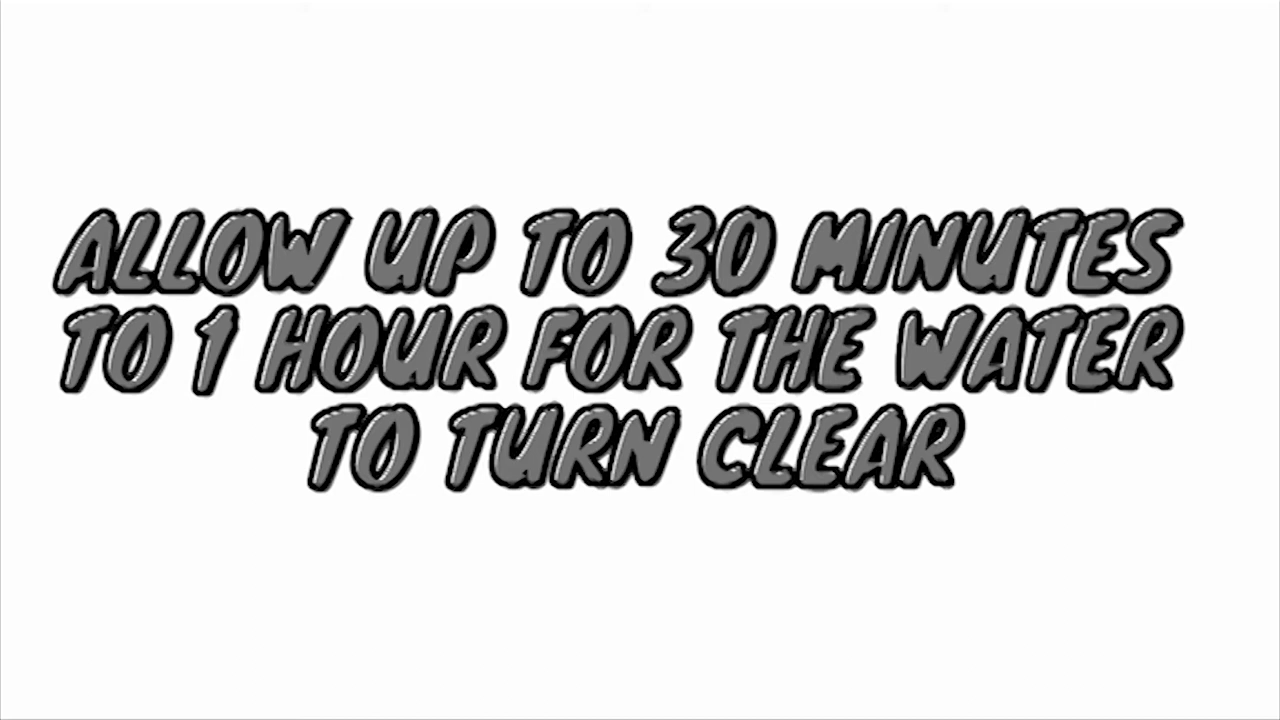 ALLOW UP TO 30 MINUTES
TO 1 HOUR FOR THE WATER
TO TURN CLEAR